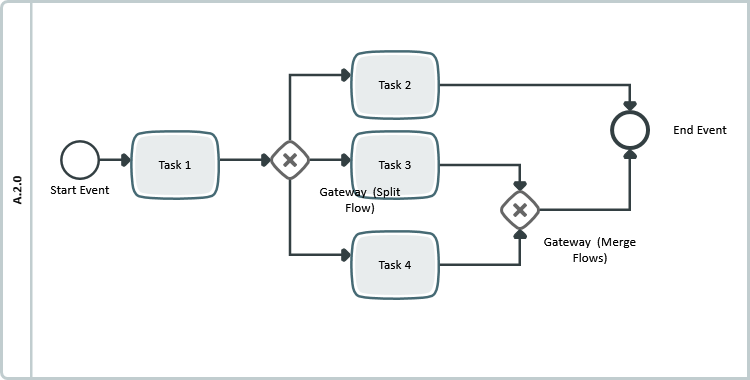 A.2.0
Start Event
Task 1
Task 2
Task 3
Gateway (Split
Flow)
Task 4
Gateway (Merge
Flows)
End Event